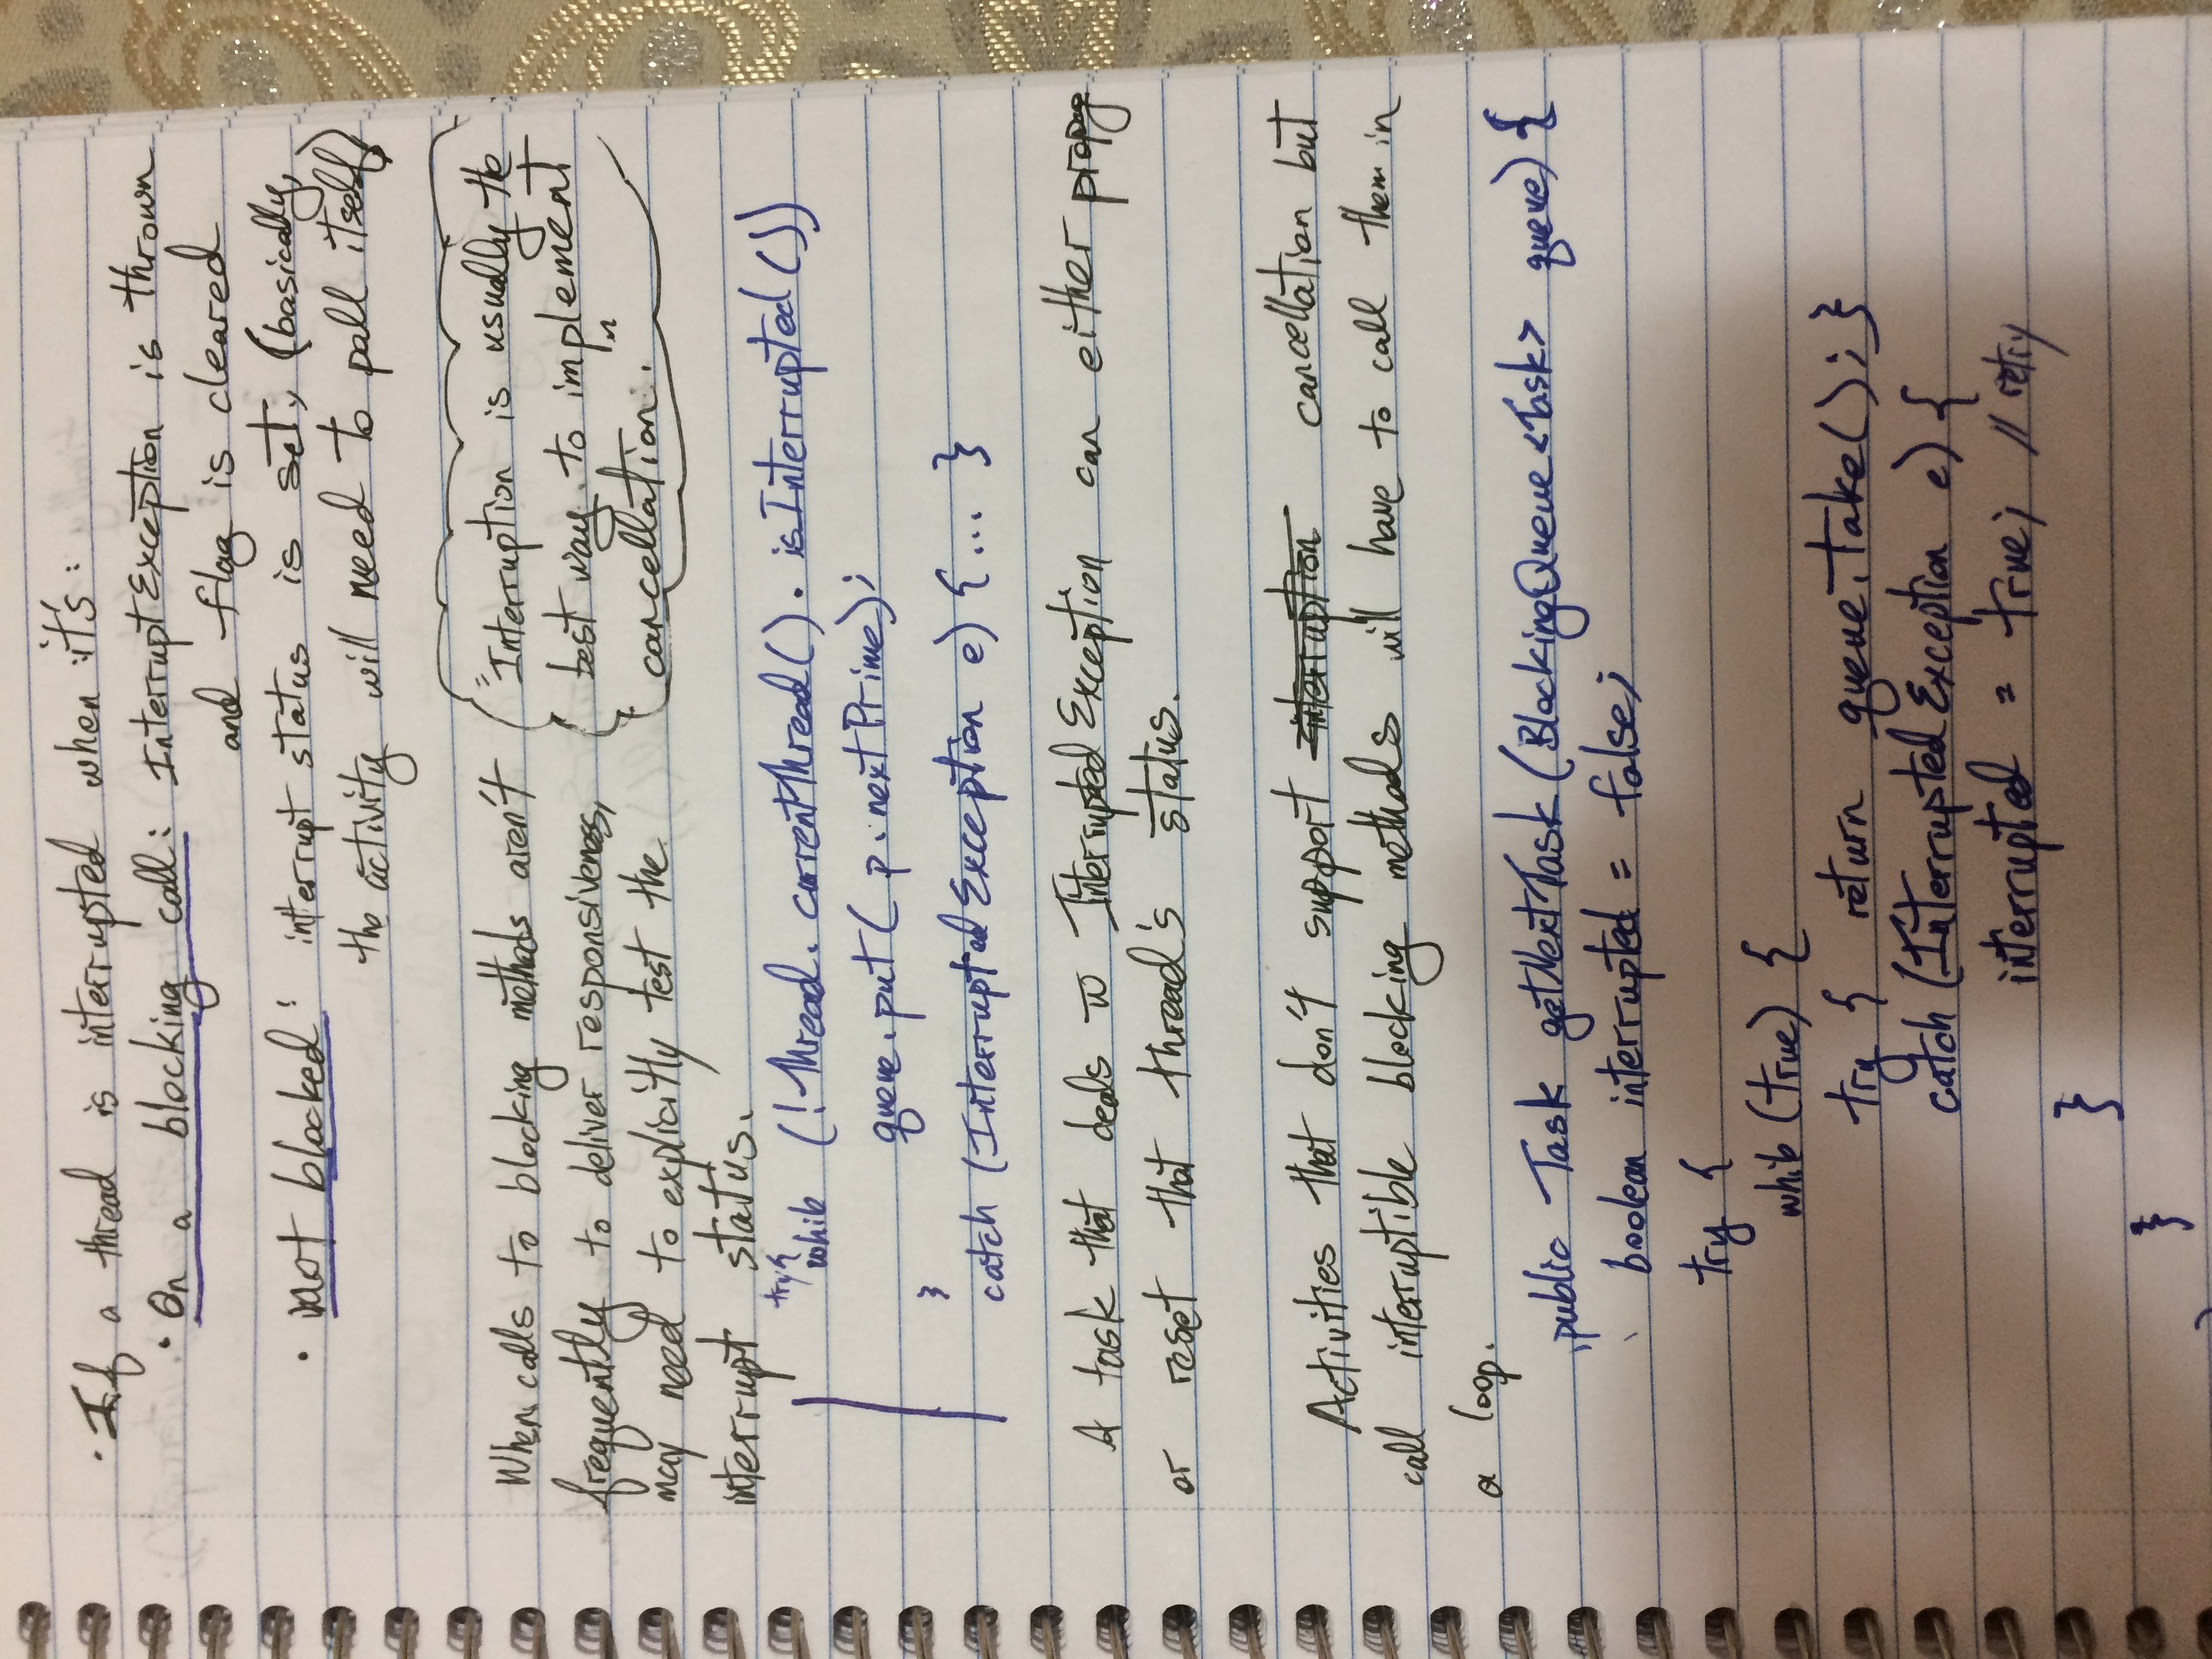 · If a thread is interrupted when it's:
· On a blocking call: InterruptException is thrown
and flag is cleared
· not blocked: interrupt status is set, (basically,
the activity will need to poll itself)
When calls to blocking methods aren't
frequently to deliver responsiveness,
may need to explicitly test the
interrupt status.
"Interruption is usually the
best way to implement
cancellation."
try {
while (!Thread.currentThread().isInterrupted())
queue.put( p.nextPrime);
}
catch (InterruptedException e) { ... }
A task that deals w InterruptedException can either propag
or reset that thread's status.
Activities that don't support interruption cancellation but
call interruptible blocking methods will have to call them in
a loop.
public Task getNextTask (BlockingQueue<Task> queue) {
boolean interrupted = false;
try {
while (true) {
try { return queue.take(); }
catch (InterruptedException e) {
interrupted = true; // retry
}
}